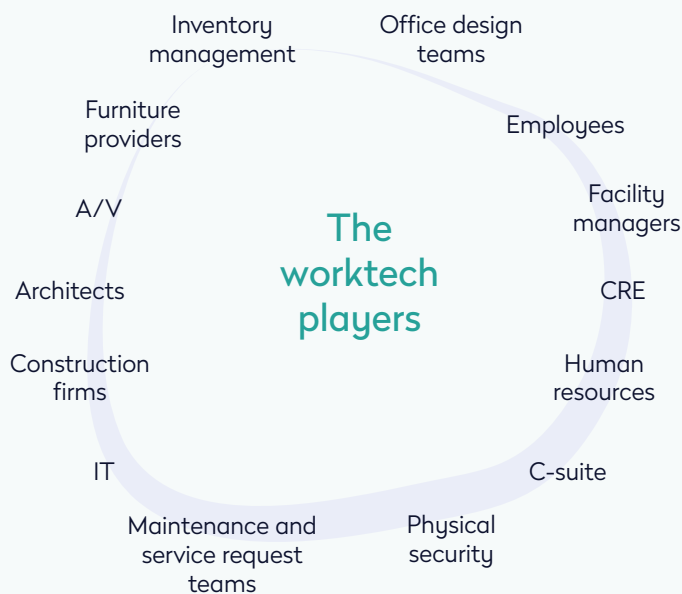 Inventory
management
Office design
teams
Employees
Facility
managers
CRE
Human
resources
C-suite
Physical
security
Maintenance and
service request
teams
IT
Construction
firms
Architects
A/V
Furniture
providers
The
worktech
players